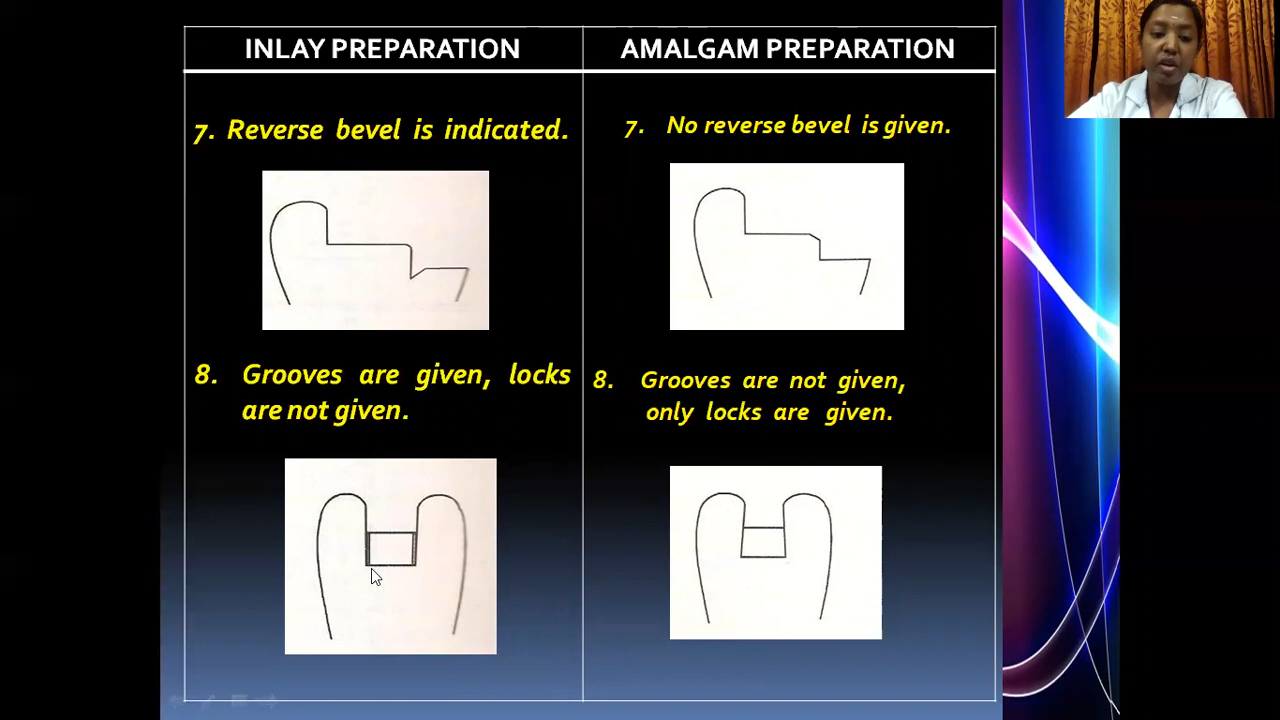 INLAY PREPARATION
AMALGAM PREPARATION
7. Reverse bevel is indicated.
7. No reverse bevel is given.
8. Grooves are given, locks
are not given.
8. Grooves are not given,
only locks are given.